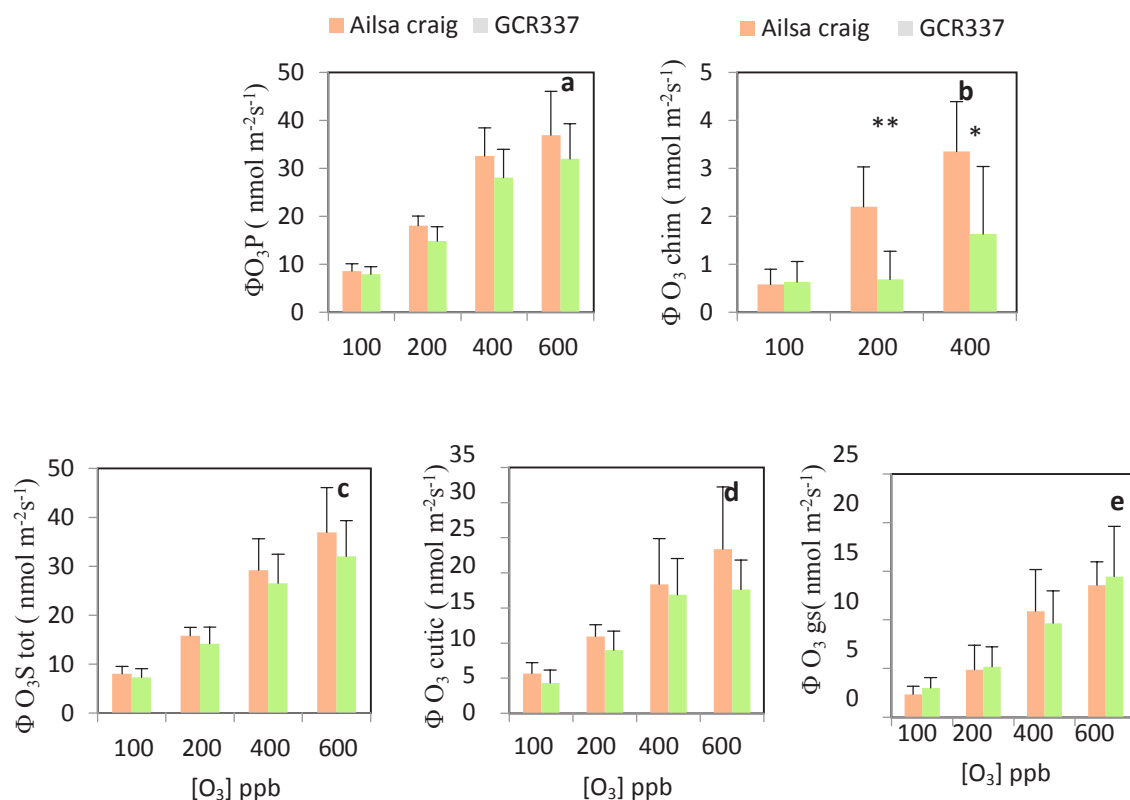 Ailsa craig GCR337
Ailsa craig GCR337
ΦO₃P ( nmol m⁻²s⁻¹)
50
40
30
20
10
0
a
100 200 400 600
Φ O₃ chim ( nmol m⁻²s⁻¹)
5
4
3
2
1
0
b
**
*
100 200 400
Φ O₃S tot ( nmol m⁻²s⁻¹)
50
40
30
20
10
0
c
100 200 400 600
[O₃] ppb
Φ O₃ cutic ( nmol m⁻²s⁻¹)
35
30
25
20
15
10
5
0
d
100 200 400 600
[O₃] ppb
Φ O₃ gs( nmol m⁻²s⁻¹)
25
20
15
10
5
0
e
100 200 400 600
[O₃] ppb